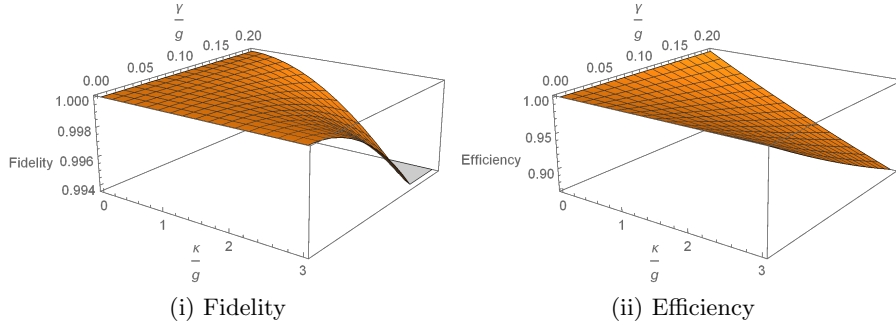 γ/g
0.00 0.05 0.10 0.15 0.20
1.000
0.998
Fidelity 0.996
0.994
0 1 2 3
κ/g
(i) Fidelity
γ/g
0.00 0.05 0.10 0.15 0.20
1.00
0.95
Efficiency
0.90
0 1 2 3
κ/g
(ii) Efficiency